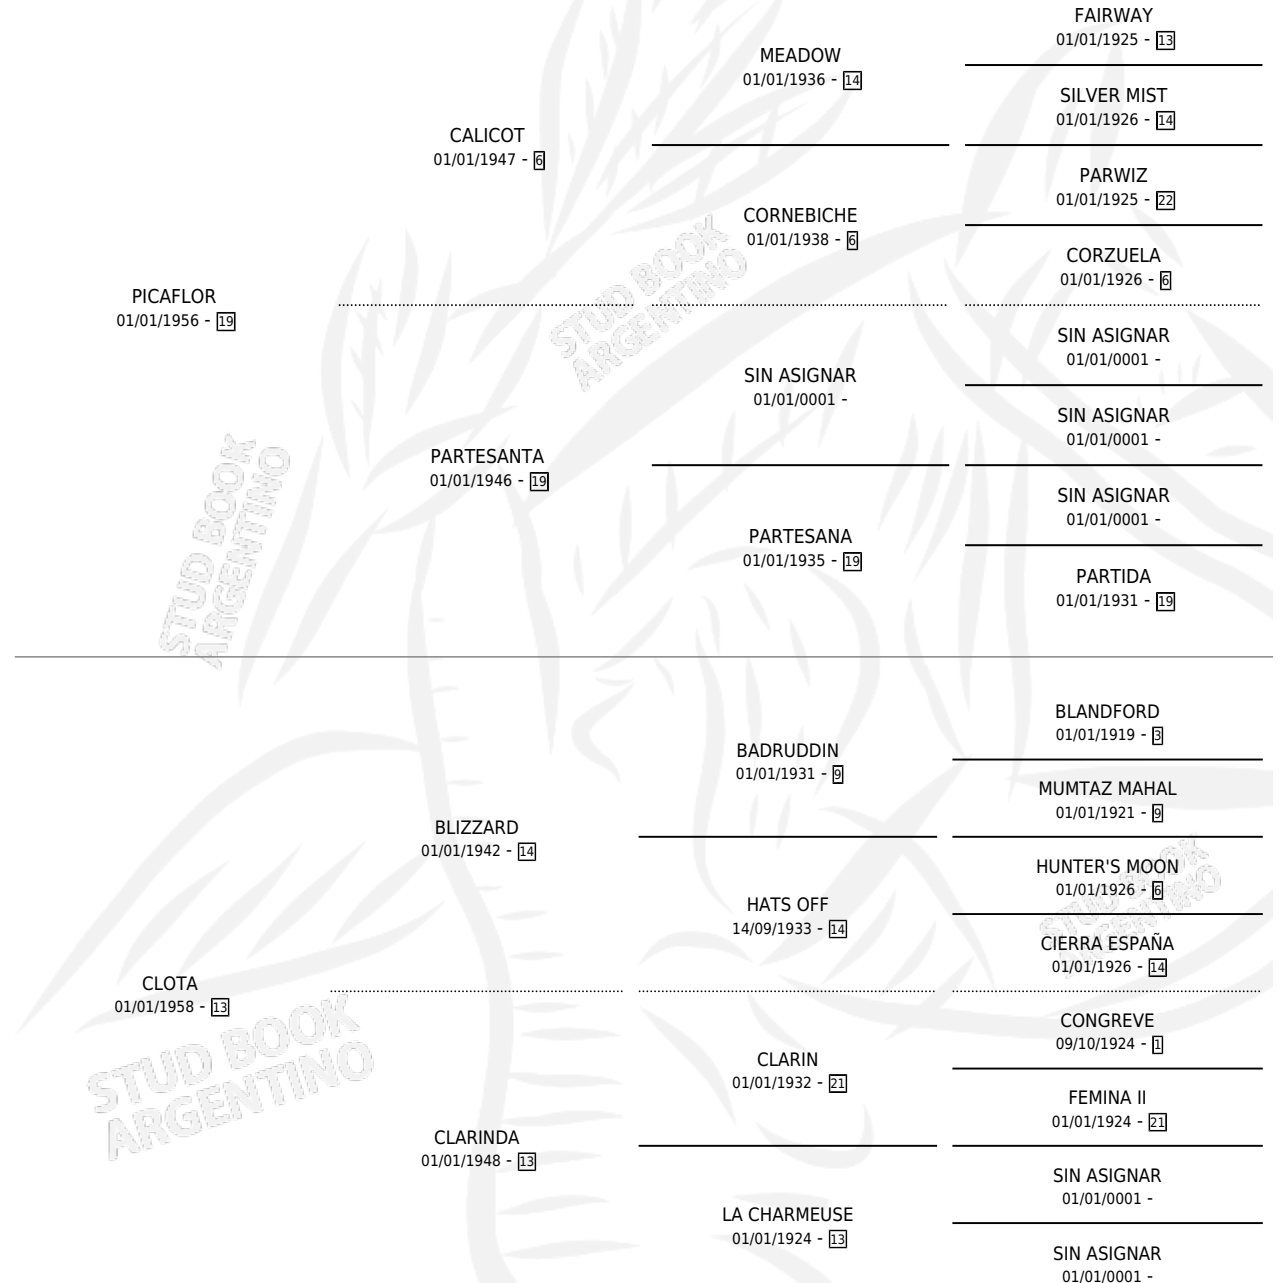 FAIRWAY
01/01/1925 - 13
MEADOW
01/01/1936 - 14
SILVER MIST
01/01/1926 - 14
CALICOT
01/01/1947 - 6
PARWIZ
01/01/1925 - 22
CORNEBICHE
01/01/1938 - 6
CORZUELA
01/01/1926 - 6
PICAFLOR
01/01/1956 - 19
SIN ASIGNAR
01/01/0001 -
SIN ASIGNAR
01/01/0001 -
SIN ASIGNAR
01/01/0001 -
PARTESANTA
01/01/1946 - 19
SIN ASIGNAR
01/01/0001 -
PARTESANA
01/01/1935 - 19
PARTIDA
01/01/1931 - 19
STUD BOOK
ARGENTINO
STUD BOOK
ARGENTINO
BLANDFORD
01/01/1919 - 3
BADRUDDIN
01/01/1931 - 9
MUMTAZ MAHAL
01/01/1921 - 9
BLIZZARD
01/01/1942 - 14
HUNTER'S MOON
01/01/1926 - 6
HATS OFF
14/09/1933 - 14
CIERRA ESPAÑA
01/01/1926 - 14
STUD BOOK
ARGENTINO
CLOTA
01/01/1958 - 13
CONGREVE
09/10/1924 - 1
CLARIN
01/01/1932 - 21
FEMINA II
01/01/1924 - 21
CLARINDA
01/01/1948 - 13
SIN ASIGNAR
01/01/0001 -
LA CHARMEUSE
01/01/1924 - 13
SIN ASIGNAR
01/01/0001 -
STUD BOOK
ARGENTINO